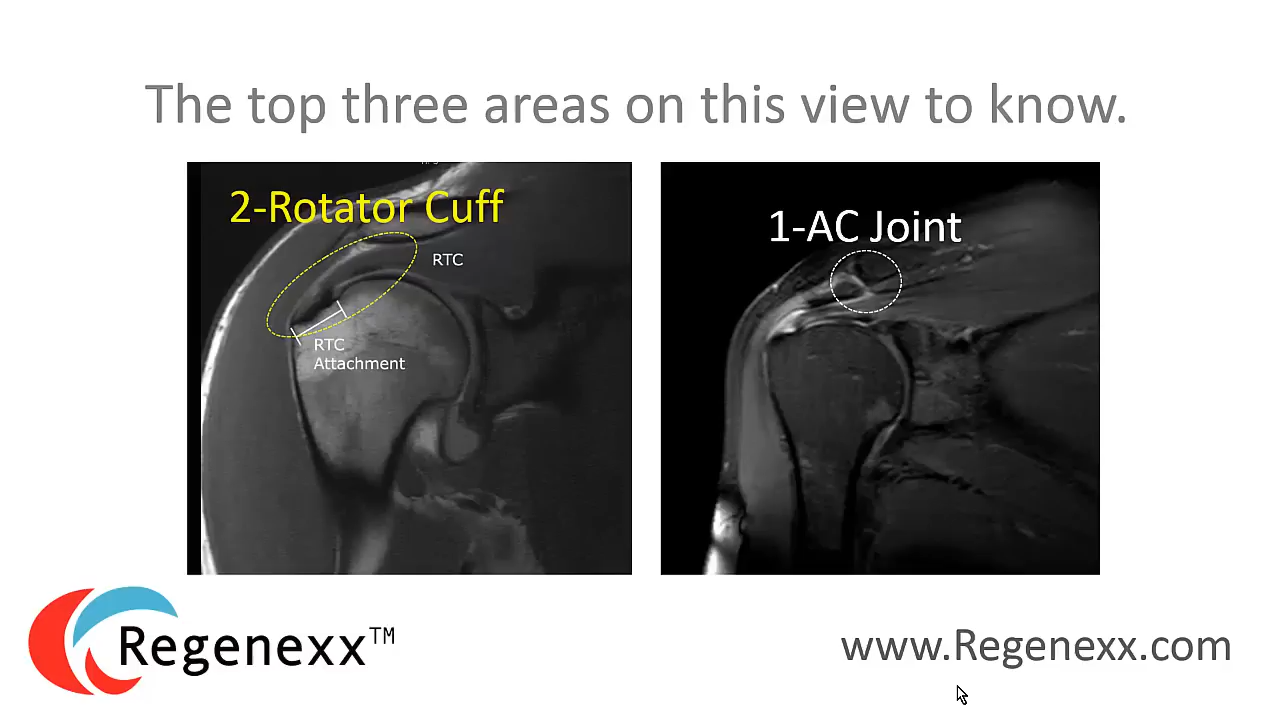 The top three areas on this view to know.
2-Rotator Cuff
RTC
RTC
Attachment
1-AC Joint
Regenexx™
www.Regenexx.com